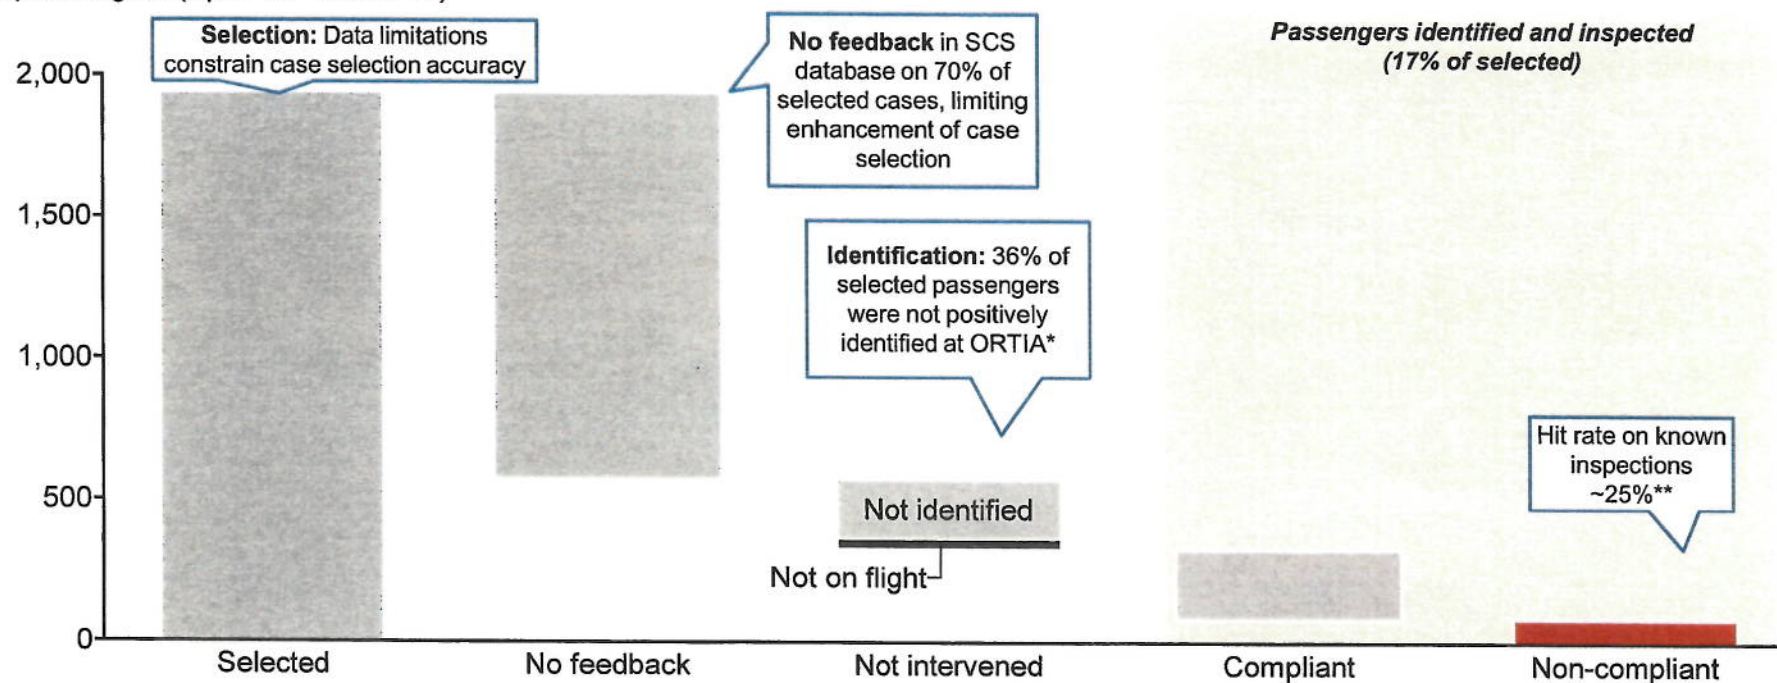 Selection: Data limitations
constrain case selection accuracy
No feedback in SCS
database on 70% of
selected cases, limiting
enhancement of case
selection
Passengers identified and inspected
(17% of selected)
Identification: 36% of
selected passengers
were not positively
identified at ORTIA*
Hit rate on known
inspections
~25%**
2,000
1,500
1,000
500
0
Not identified
Not on flight
Selected
No feedback
Not intervened
Compliant
Non-compliant